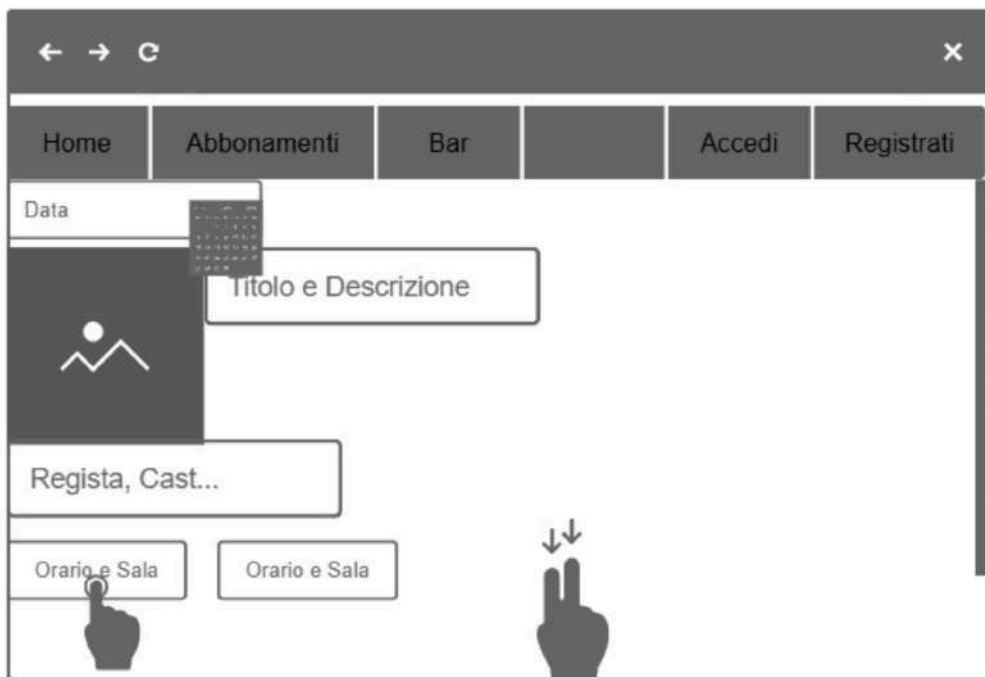 Home Abbonamenti Bar Accedi Registrati
Data
Titolo e Descrizione
Regista, Cast...
Orario e Sala Orario e Sala